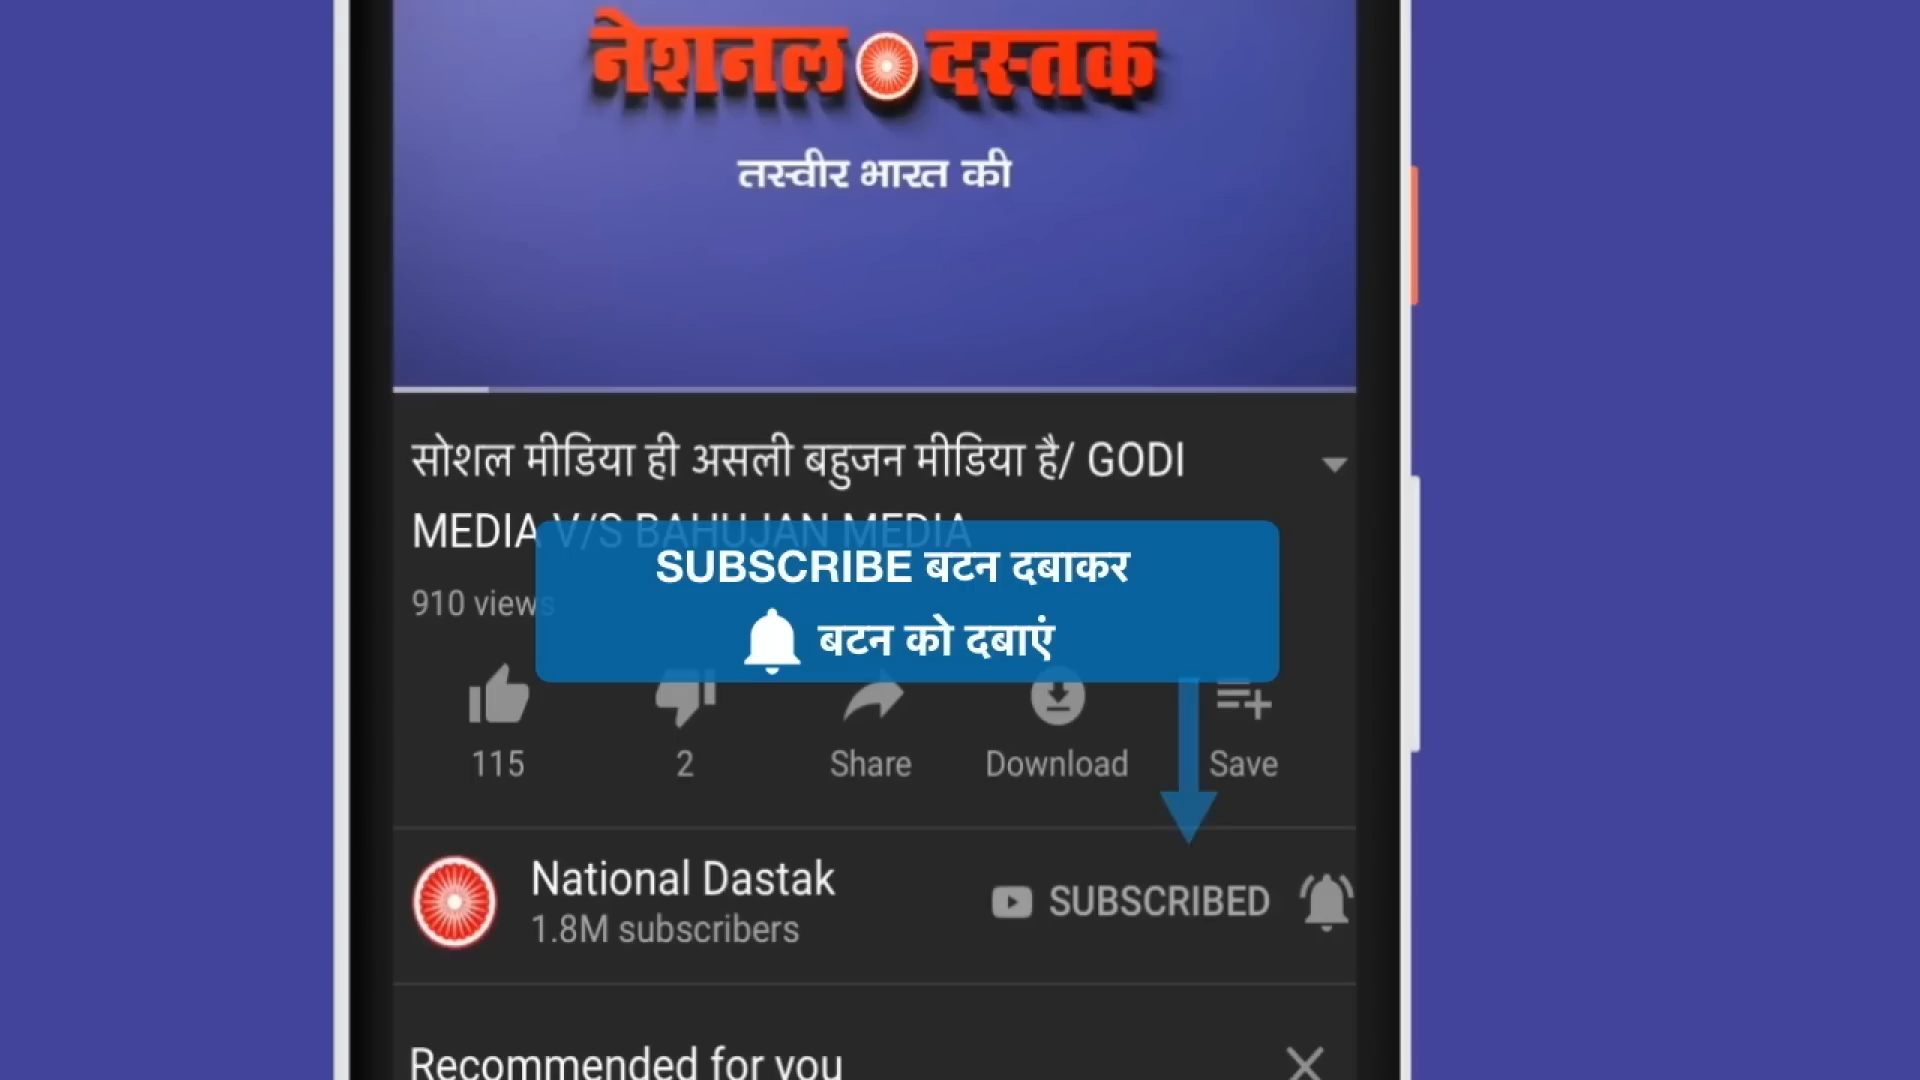 नेशनल दस्तक
तस्वीर भारत की
सोशल मीडिया ही असली बहुजन मीडिया है/ GODI
MEDIA V/S BAHUJAN MEDIA
910 views
SUBSCRIBE बटन दबाकर
बटन को दबाएं
115
2
Share
Download
Save
National Dastak
1.8M subscribers
SUBSCRIBED
Recommended for you